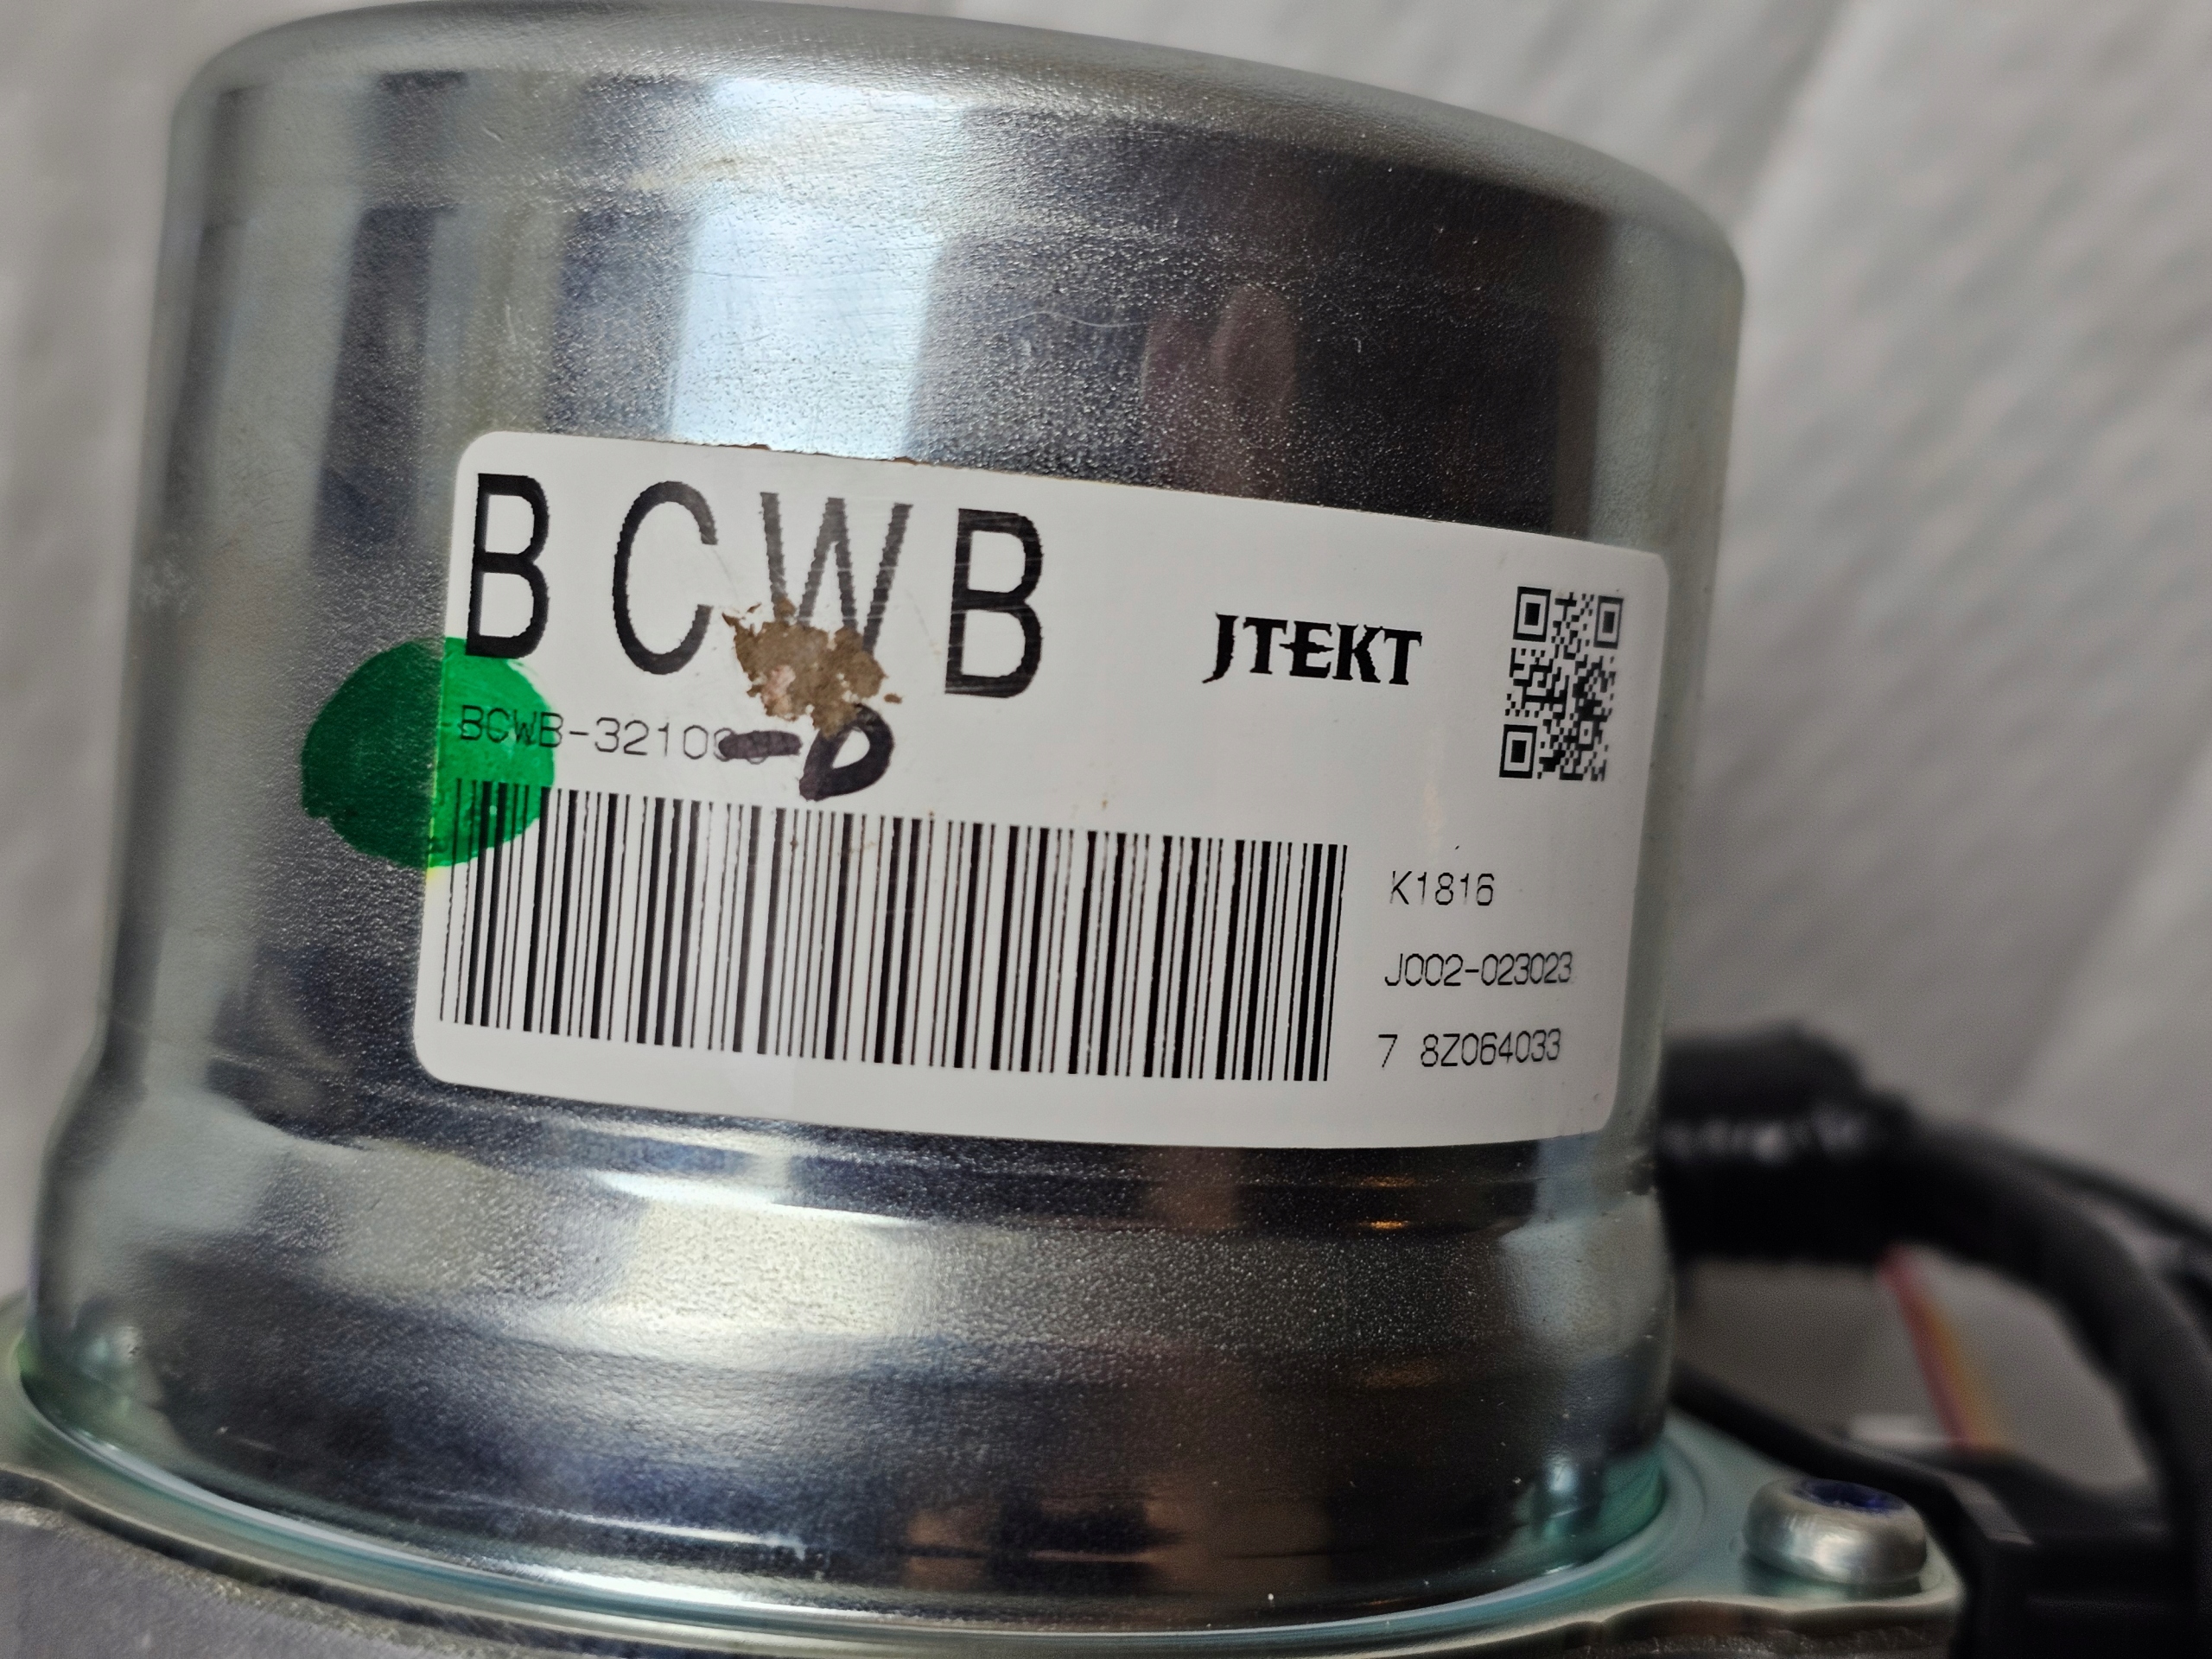 BCWB
JTEKT
BCWB-3210
K1816
J002-023023
7 8Z064033